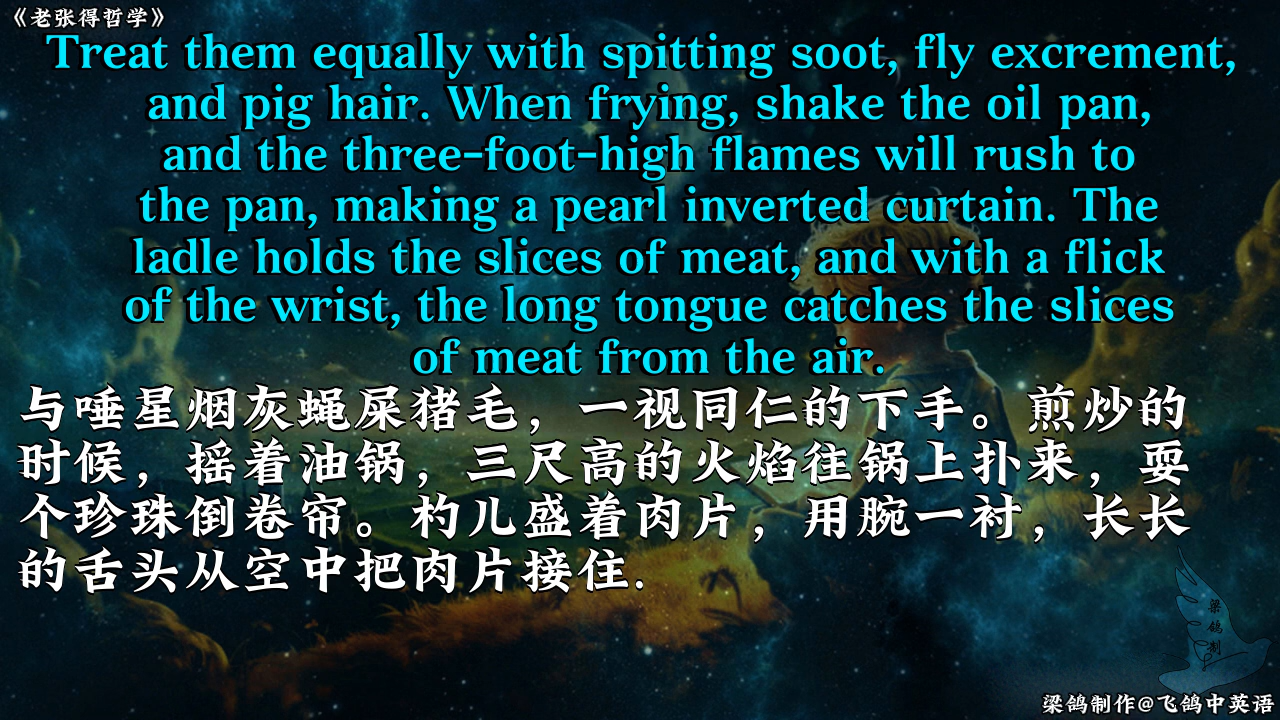 《老张得哲学》
Treat them equally with spitting soot, fly excrement,
and pig hair. When frying, shake the oil pan,
and the three-foot-high flames will rush to
the pan, making a pearl inverted curtain. The
ladle holds the slices of meat, and with a flick
of the wrist, the long tongue catches the slices
of meat from the air.
与唾星烟灰蝇屎猪毛，一视同仁的下手。煎炒的
时候，摇着油锅，三尺高的火焰往锅上扑来，耍
个珍珠倒卷帘。杓儿盛着肉片，用腕一衬，长长
的舌头从空中把肉片接住.
梁鸽制
梁鸽制作@飞鸽中英语